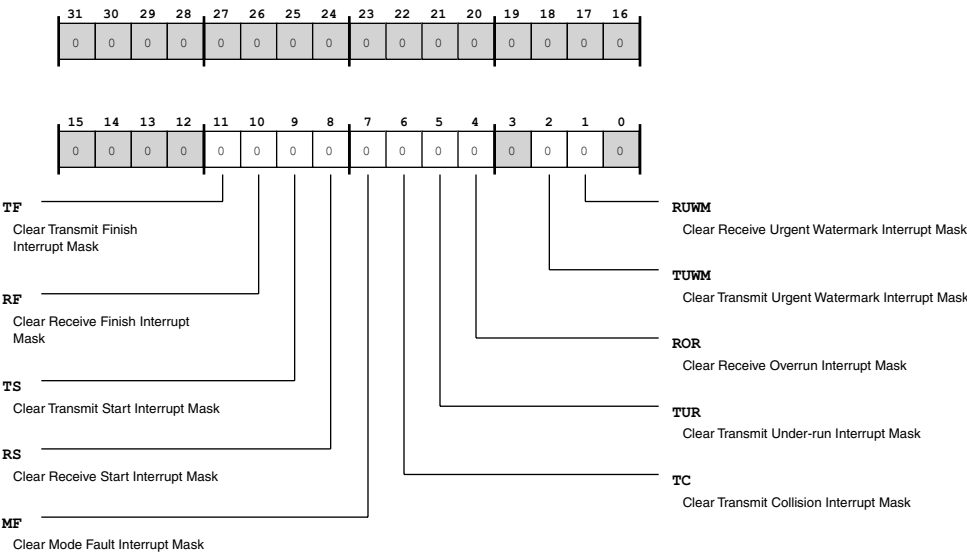 31 30 29 28 27 26 25 24 23 22 21 20 19 18 17 16
0 0 0 0 0 0 0 0 0 0 0 0 0 0 0 0
15 14 13 12 11 10 9 8 7 6 5 4 3 2 1 0
0 0 0 0 0 0 0 0 0 0 0 0 0 0 0 0
TF
Clear Transmit Finish
Interrupt Mask
RF
Clear Receive Finish Interrupt
Mask
TS
Clear Transmit Start Interrupt Mask
RS
Clear Receive Start Interrupt Mask
MF
Clear Mode Fault Interrupt Mask
RUWM
Clear Receive Urgent Watermark Interrupt Mask
TUWM
Clear Transmit Urgent Watermark Interrupt Mask
ROR
Clear Receive Overrun Interrupt Mask
TUR
Clear Transmit Under-run Interrupt Mask
TC
Clear Transmit Collision Interrupt Mask